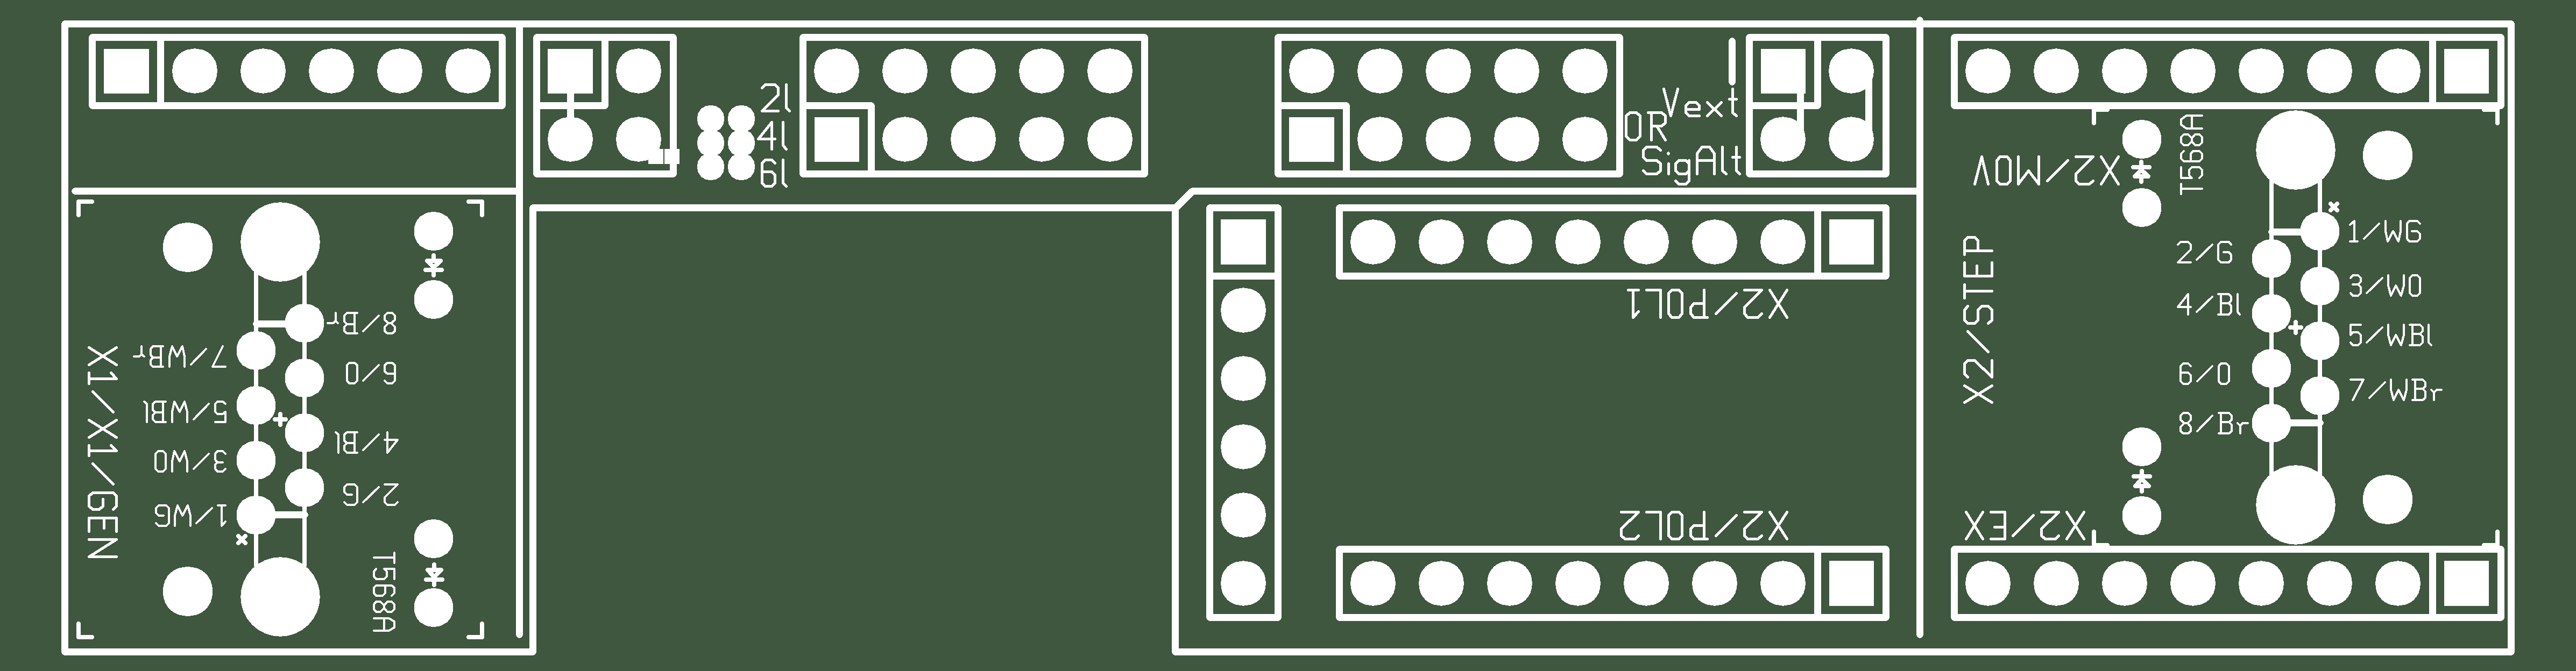 2l
4l
6l
Vext
OR
SigAlt
X1/X1/GEN
8/Br
7/WBr
6/O
5/WBl
4/Bl
3/WO
2/G
1/WG
T568A
X2/POL1
X2/POL2
X2/MOV
T568A
X2/STEP
1/WG
2/G
3/WO
4/Bl
5/WBl
6/O
7/WBr
8/Br
X2/EX